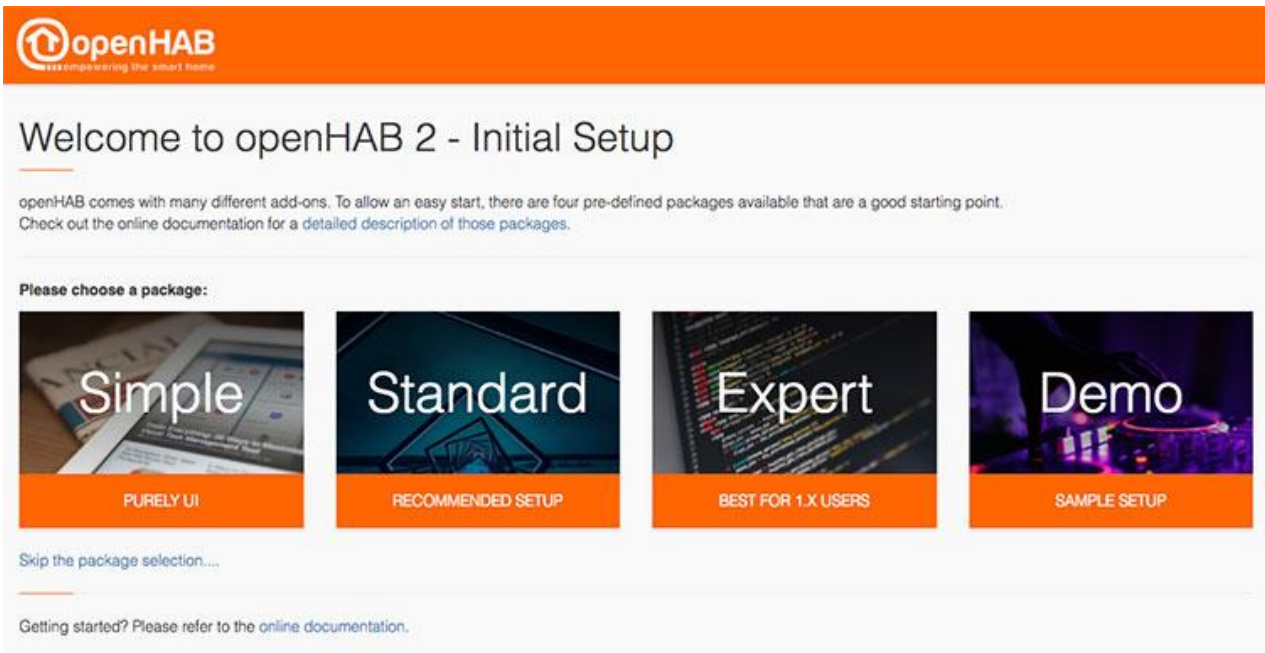 openHAB
empowering the smart home
Welcome to openHAB 2 - Initial Setup
openHAB comes with many different add-ons. To allow an easy start, there are four pre-defined packages available that are a good starting point.
Check out the online documentation for a detailed description of those packages.
Please choose a package:
Simple
PURELY UI
Standard
RECOMMENDED SETUP
Expert
BEST FOR 1.X USERS
Demo
SAMPLE SETUP
Skip the package selection....
Getting started? Please refer to the online documentation.